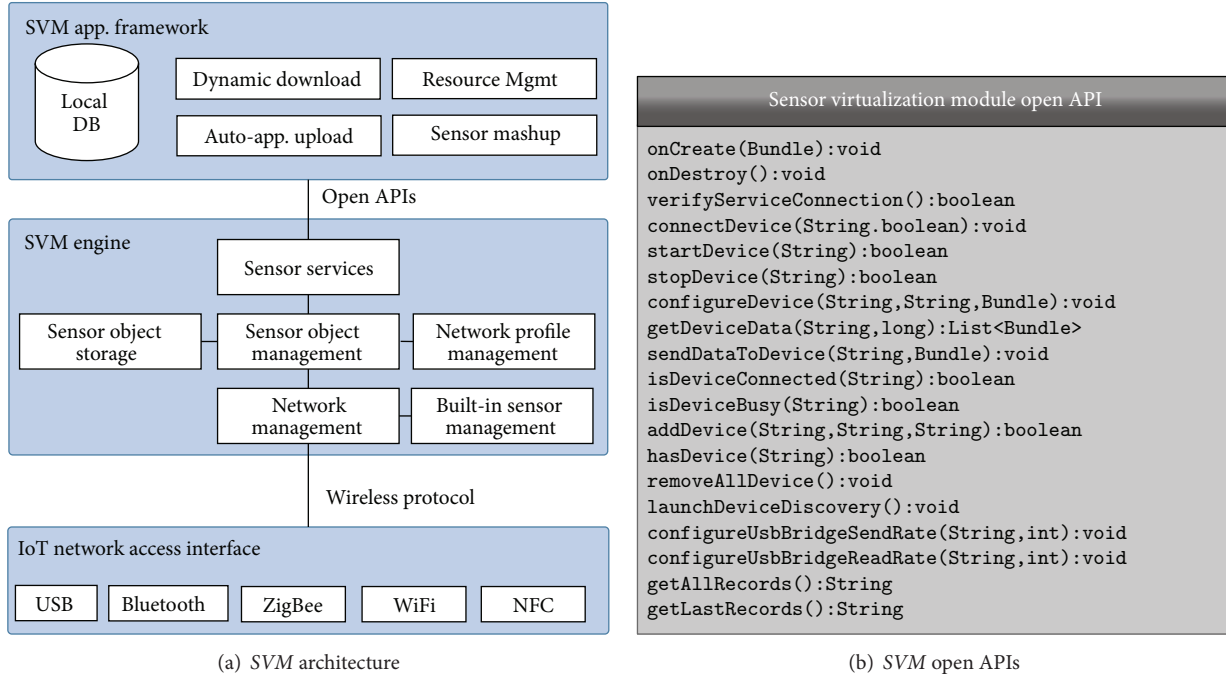 SVM app. framework
Local
DB
Dynamic download
Resource Mgmt
Auto-app. upload
Sensor mashup
Open APIs
SVM engine
Sensor services
Sensor object
storage
Sensor object
management
Network profile
management
Network
management
Built-in sensor
management
Wireless protocol
IoT network access interface
USB
Bluetooth
ZigBee
WiFi
NFC
(a) SVM architecture
Sensor virtualization module open API
onCreate(Bundle):void
onDestroy():void
verifyServiceConnection():boolean
connectDevice(String.boolean):void
startDevice(String):boolean
stopDevice(String):boolean
configureDevice(String,String,Bundle):void
getDeviceData(String,long):List<Bundle>
sendDataToDevice(String,Bundle):void
isDeviceConnected(String):boolean
isDeviceBusy(String):boolean
addDevice(String,String,String):boolean
hasDevice(String):boolean
removeAllDevice():void
launchDeviceDiscovery():void
configureUsbBridgeSendRate(String,int):void
configureUsbBridgeReadRate(String,int):void
getAllRecords():String
getLastRecords():String
(b) SVM open APIs